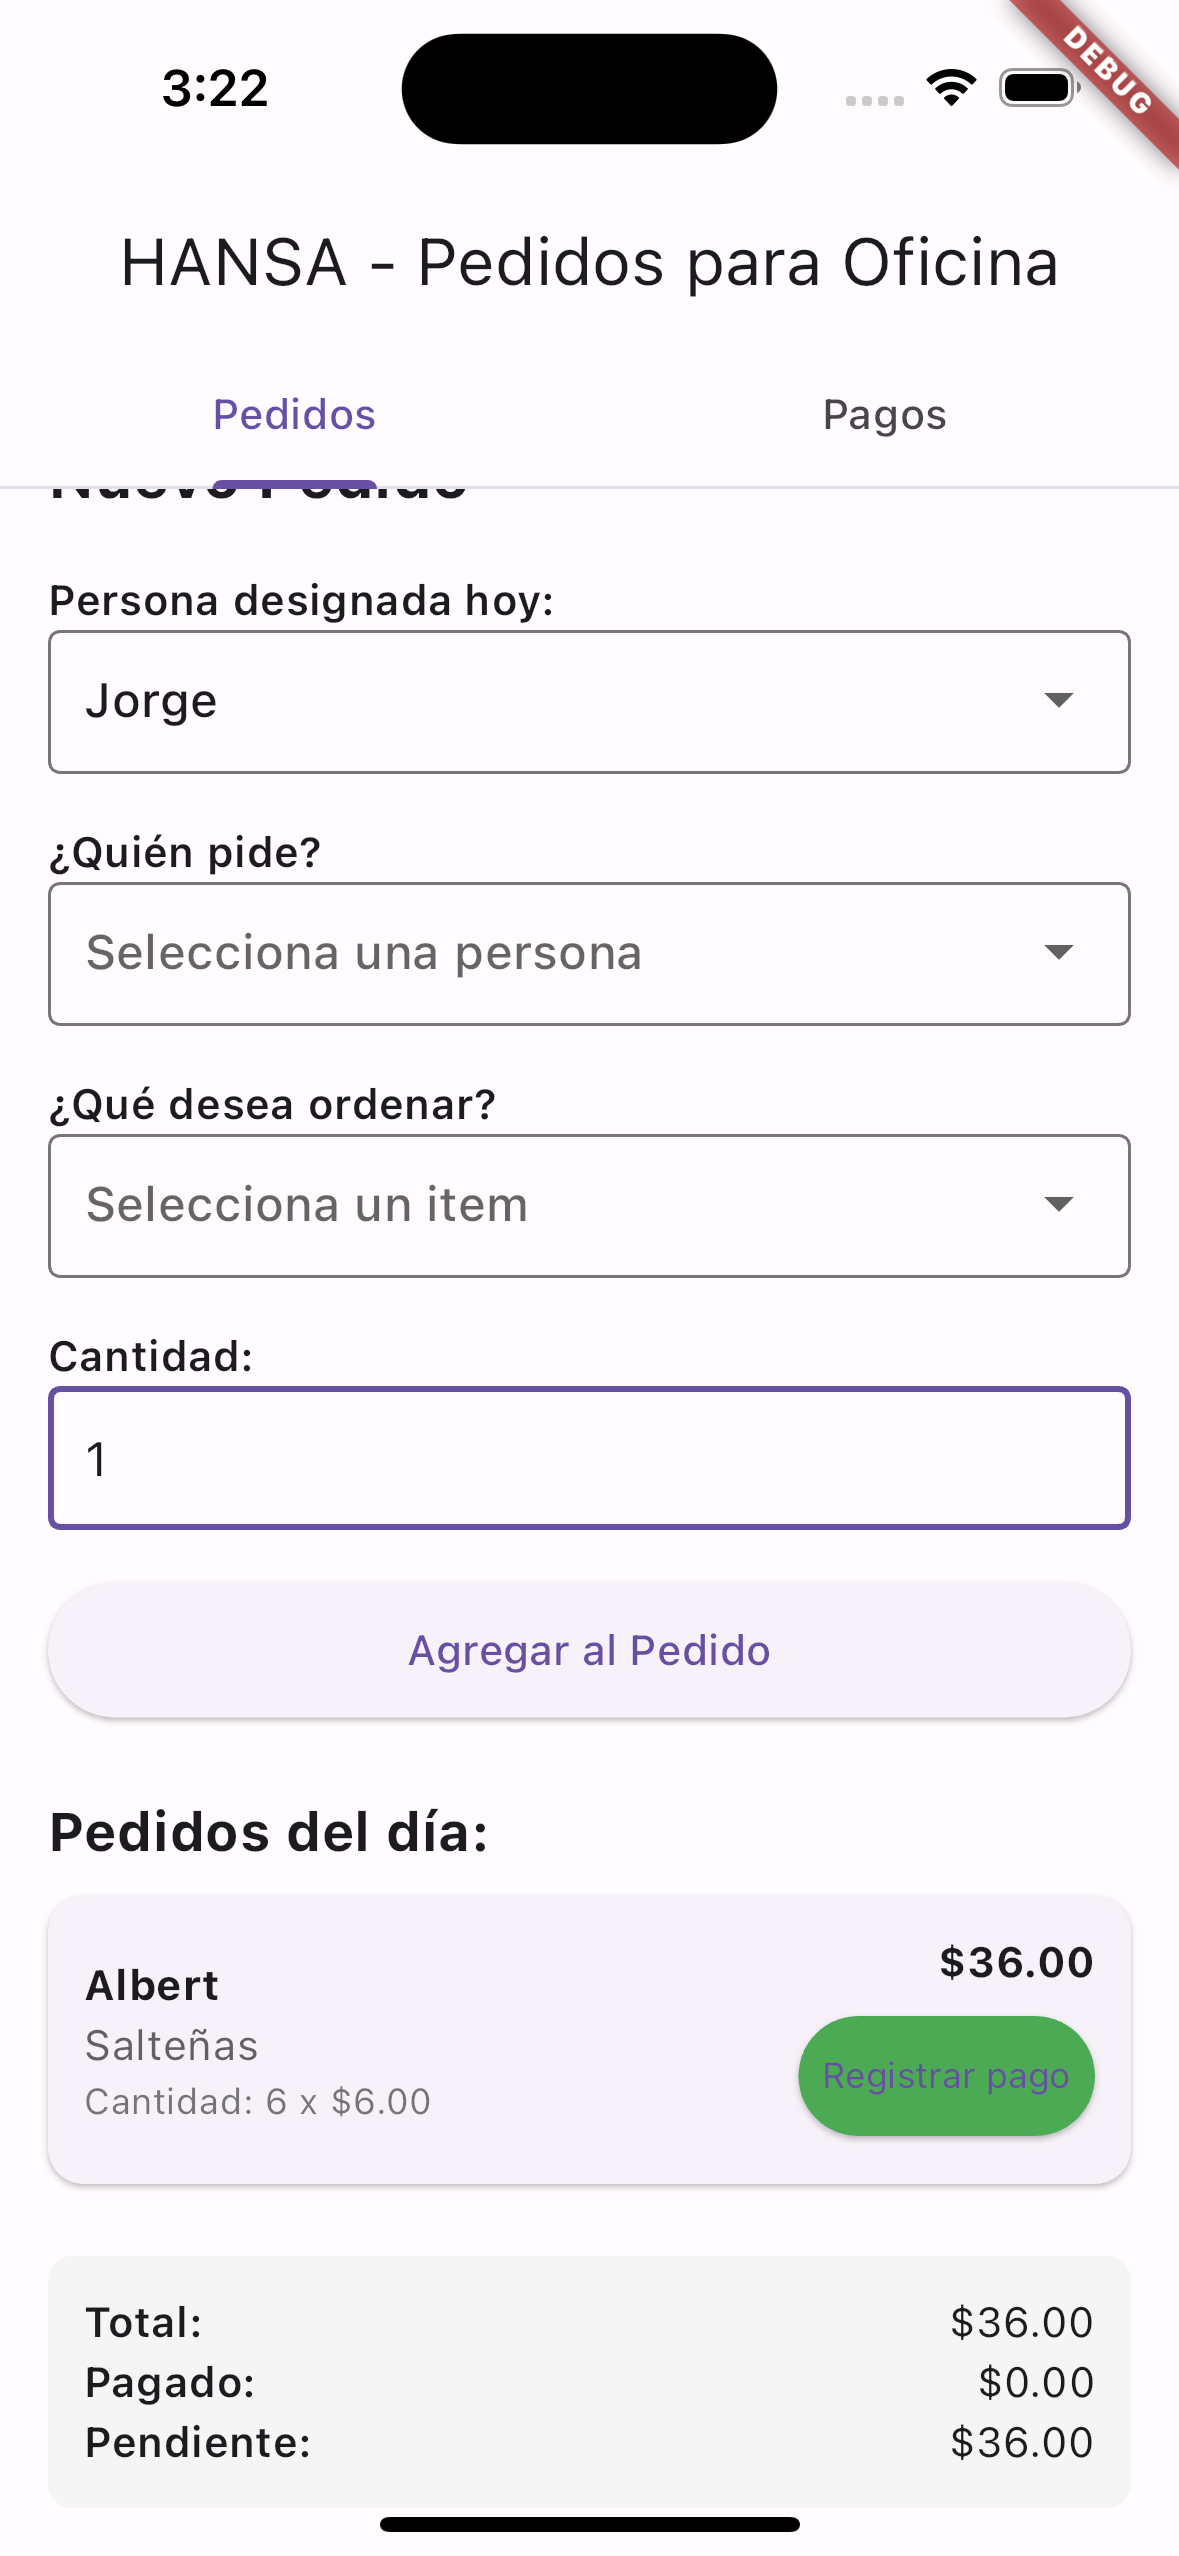 3:22
DEBUG
HANSA - Pedidos para Oficina
Pedidos
Pagos
Nuevo Pedido
Persona designada hoy:
Jorge
¿Quién pide?
Selecciona una persona
¿Qué desea ordenar?
Selecciona un item
Cantidad:
1
Agregar al Pedido
Pedidos del día:
$36.00
Albert
Salteñas
Cantidad: 6 x $6.00
Registrar pago
Total: $36.00
Pagado: $0.00
Pendiente: $36.00